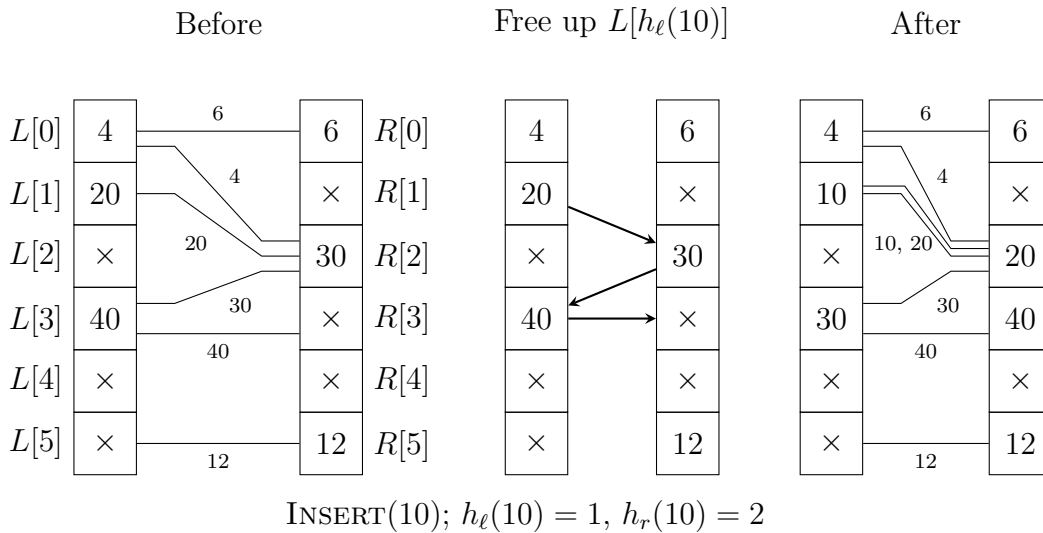 Before Free up L[hℓ(10)] After
L[0] 4 6 6 R[0] 4 6 4 6 6
4 4
L[1] 20 × R[1] 20 × 10 ×
20 10, 20
L[2] × 30 R[2] × 30 × 20
30 30
L[3] 40 × R[3] 40 × 30 40
40 40
L[4] × × R[4] × × × ×
L[5] × 12 R[5] × 12 × 12
12 12
INSERT(10); hℓ(10) = 1, hr(10) = 2